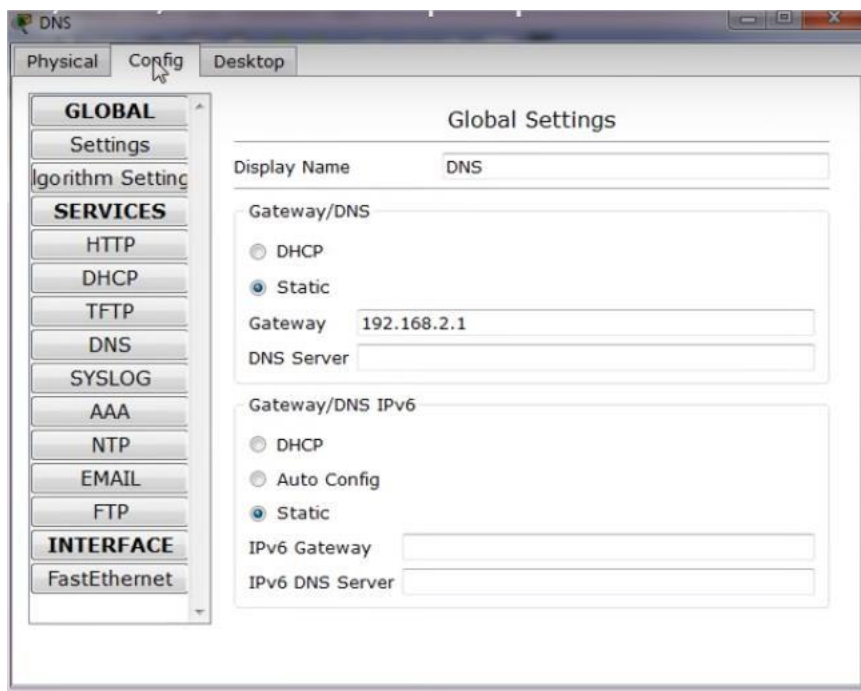 DNS
Physical Config Desktop
GLOBAL
Settings
lgorithm Setting
SERVICES
HTTP
DHCP
TFTP
DNS
SYSLOG
AAA
NTP
EMAIL
FTP
INTERFACE
FastEthernet
Global Settings
Display Name DNS
Gateway/DNS
DHCP
Static
Gateway 192.168.2.1
DNS Server
Gateway/DNS IPv6
DHCP
Auto Config
Static
IPv6 Gateway
IPv6 DNS Server